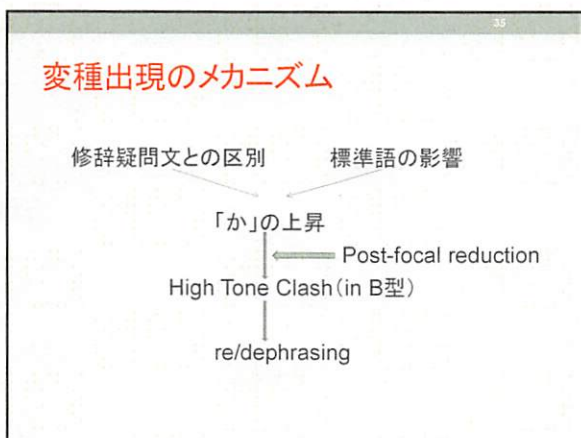 35
変種出現のメカニズム
修辞疑問文との区別 標準語の影響
「か」の上昇
Post-focal reduction
High Tone Clash(in B型)
re/dephrasing